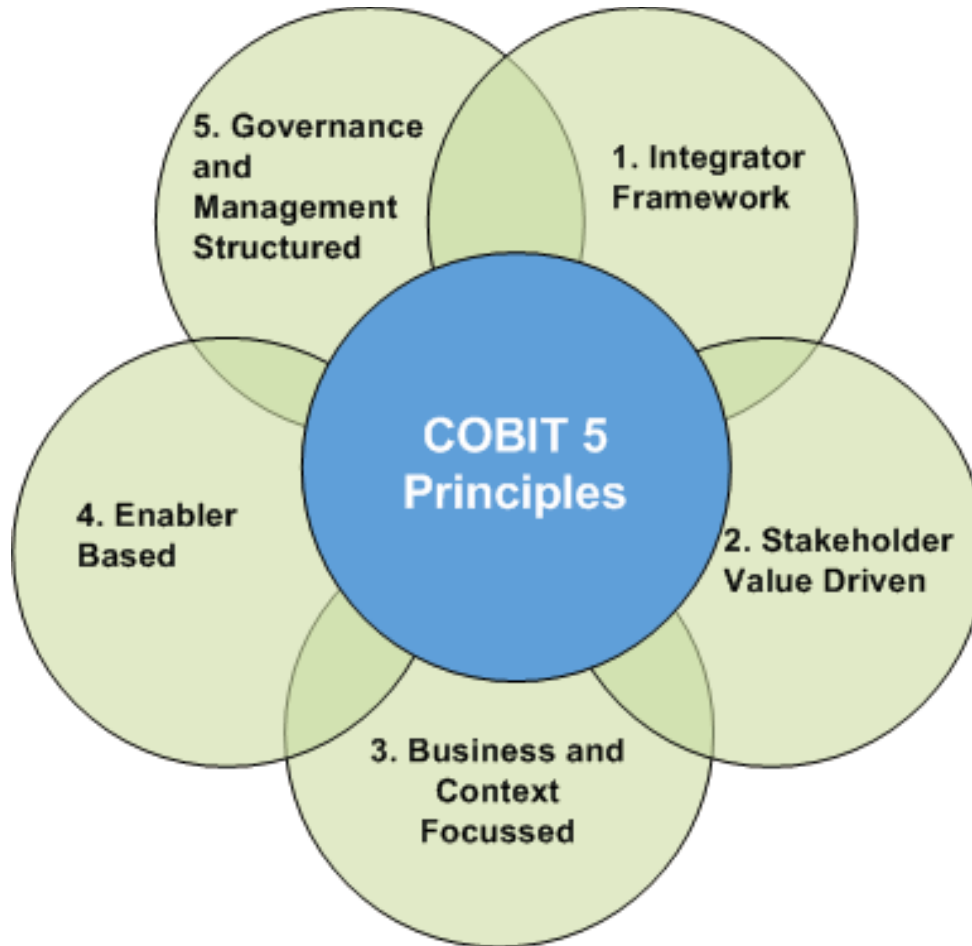 COBIT 5
Principles
1. Integrator
Framework
2. Stakeholder
Value Driven
3. Business and
Context
Focussed
4. Enabler
Based
5. Governance
and
Management
Structured